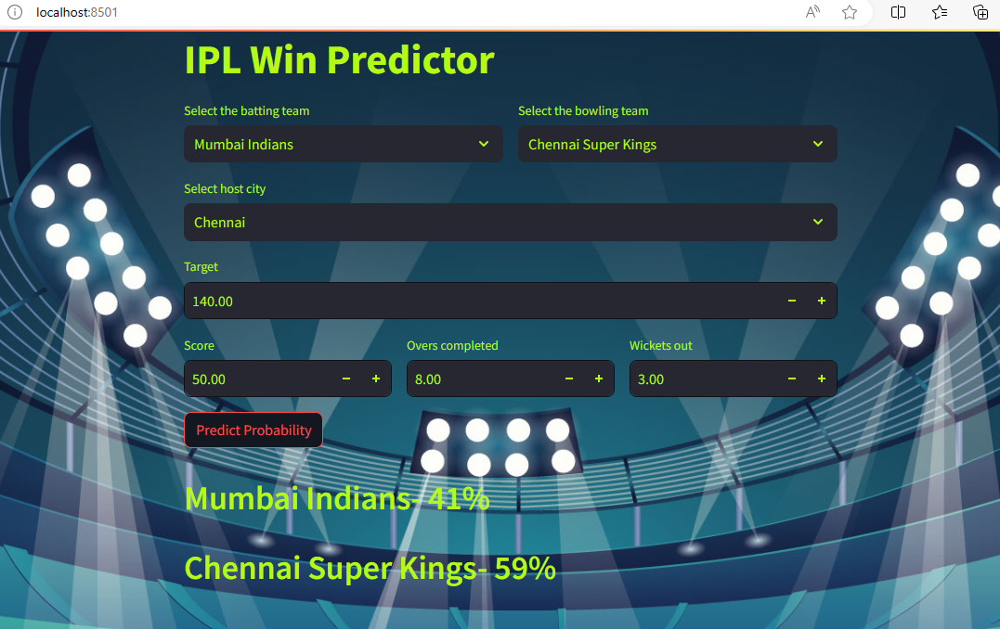 localhost:8501
IPL Win Predictor
Select the batting team
Select the bowling team
Mumbai Indians
Chennai Super Kings
Select host city
Chennai
Target
140.00
Score
Overs completed
Wickets out
50.00
8.00
3.00
Predict Probability
Mumbai Indians- 41%
Chennai Super Kings- 59%